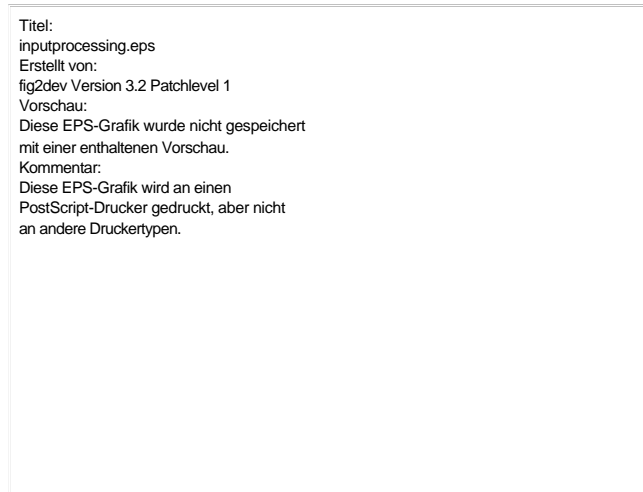 Titel:
inputprocessing.eps
Erstellt von:
fig2dev Version 3.2 Patchlevel 1
Vorschau:
Diese EPS-Grafik wurde nicht gespeichert
mit einer enthaltenen Vorschau.
Kommentar:
Diese EPS-Grafik wird an einen
PostScript-Drucker gedruckt, aber nicht
an andere Druckertypen.